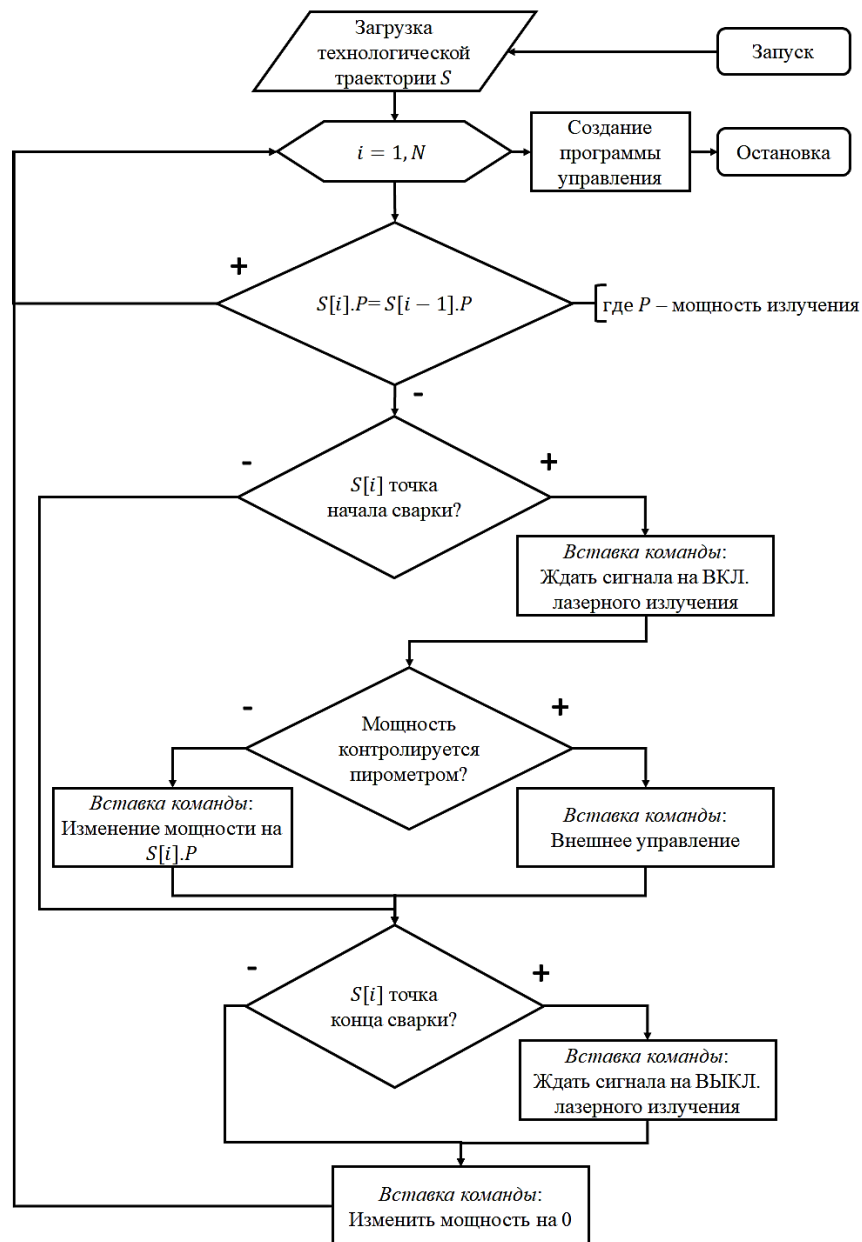 Загрузка
технологической
траектории S
Запуск
i = 1, N
Создание
программы
управления
Остановка
+
S[i].P= S[i − 1].P
где P – мощность излучения
-
-
+
S[i] точка
начала сварки?
Вставка команды:
Ждать сигнала на ВКЛ.
лазерного излучения
-
+
Мощность
контролируется
пирометром?
Вставка команды:
Изменение мощности на
S[i].P
Вставка команды:
Внешнее управление
-
+
S[i] точка
конца сварки?
Вставка команды:
Ждать сигнала на ВЫКЛ.
лазерного излучения
Вставка команды:
Изменить мощность на 0